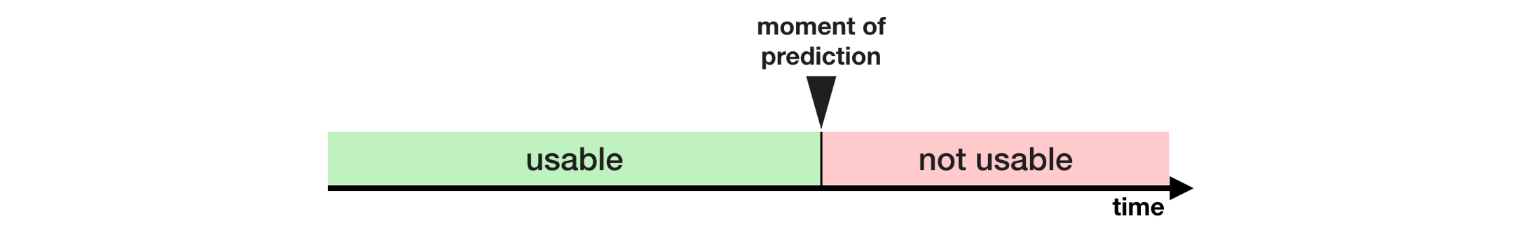 moment of
prediction
usable
not usable
time